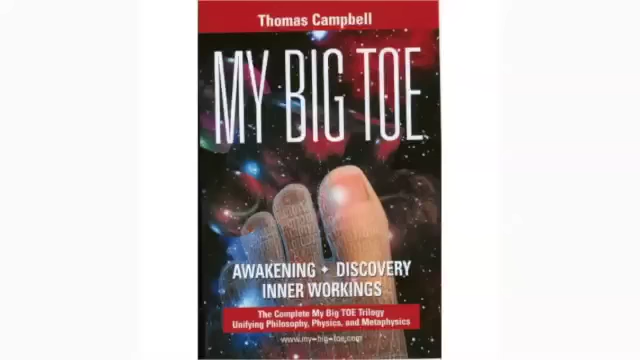 Thomas Campbell
MY BIG TOE
AWAKENING ✦ DISCOVERY
INNER WORKINGS
The Complete My Big TOE Trilogy
Unifying Philosophy, Physics, and Metaphysics
www.my-big-toe.com